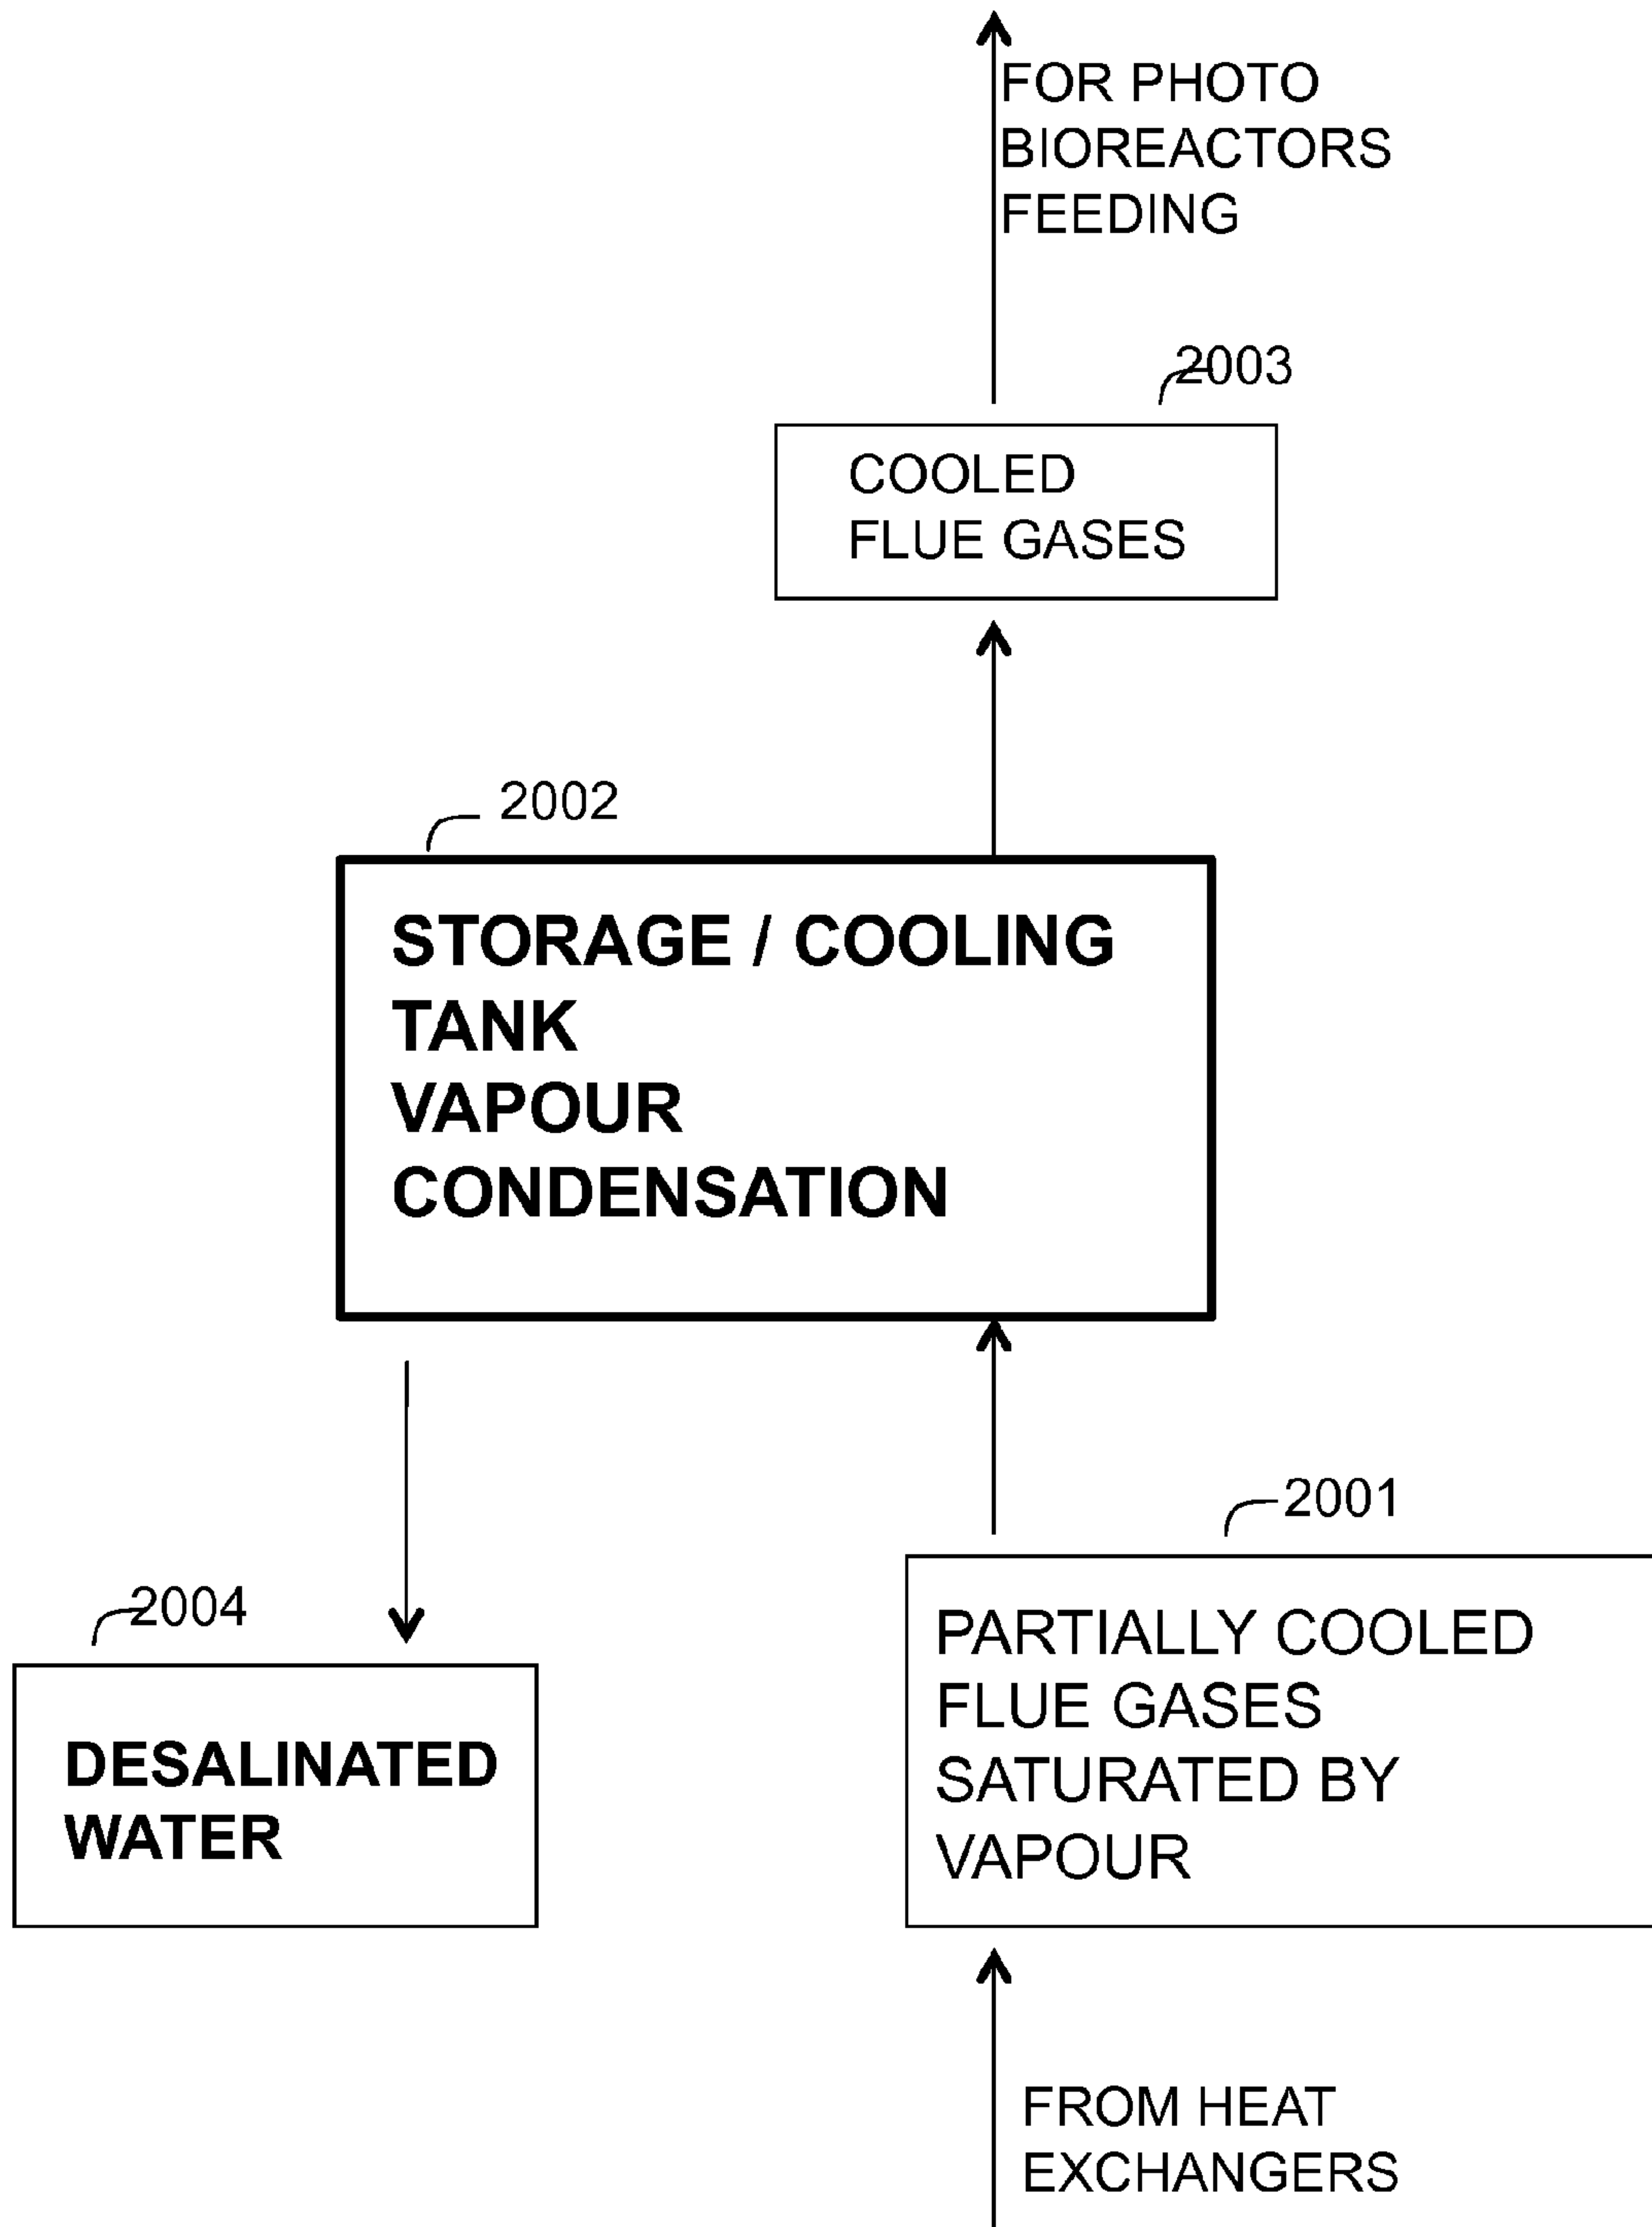 FOR PHOTO
BIOREACTORS
FEEDING
2003
COOLED
FLUE GASES
2002
STORAGE / COOLING
TANK
VAPOUR
CONDENSATION
2001
PARTIALLY COOLED
FLUE GASES
SATURATED BY
VAPOUR
2004
DESALINATED
WATER
FROM HEAT
EXCHANGERS